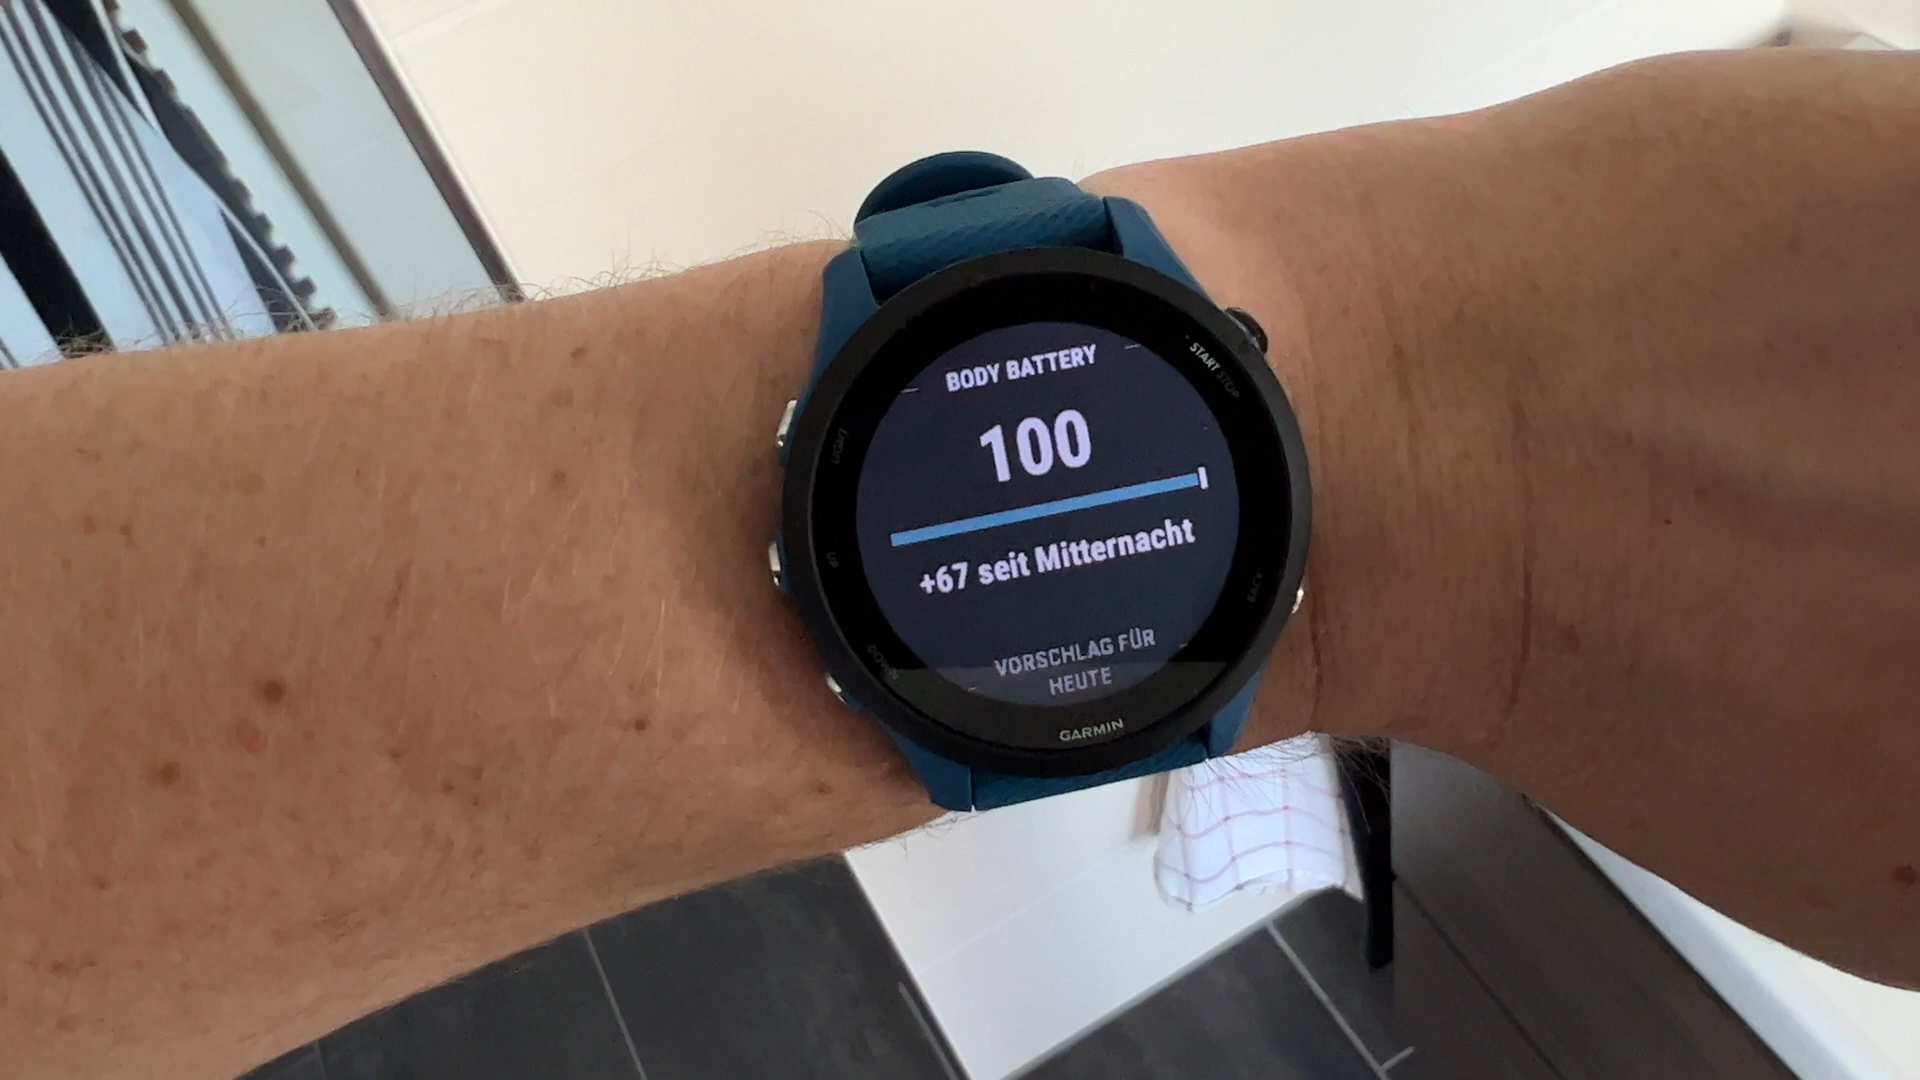 BODY BATTERY
100
+67 seit Mitternacht
VORSCHLAG FÜR
HEUTE
GARMIN
START STOP
LIGHT
UP
DOWN
BACK